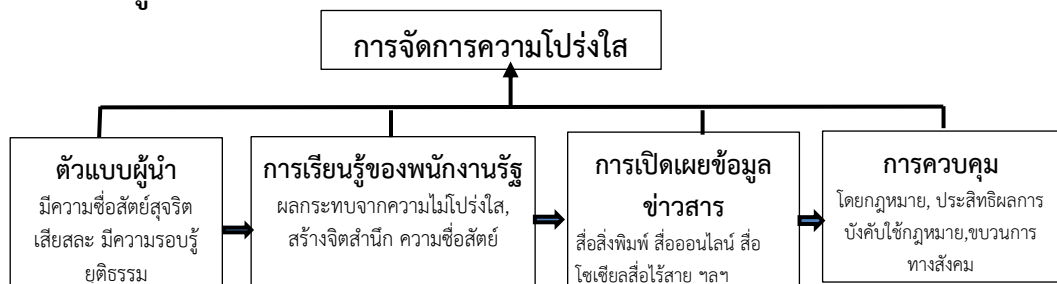 การจัดการความโปร่งใส
ตัวแบบผู้นำ
มีความซื่อสัตย์สุจริต
เสียสละ มีความรอบรู้
ยุติธรรม
การเรียนรู้ของพนักงานรัฐ
ผลกระทบจากความไม่โปร่งใส,
สร้างจิตสำนึก ความซื่อสัตย์
การเปิดเผยข้อมูล
ข่าวสาร
สื่อสิ่งพิมพ์ สื่อออนไลน์ สื่อ
โซเชียลสื่อไร้สาย ฯลฯ
การควบคุม
โดยกฎหมาย, ประสิทธิผลการ
บังคับใช้กฎหมาย,ขบวนการ
ทางสังคม